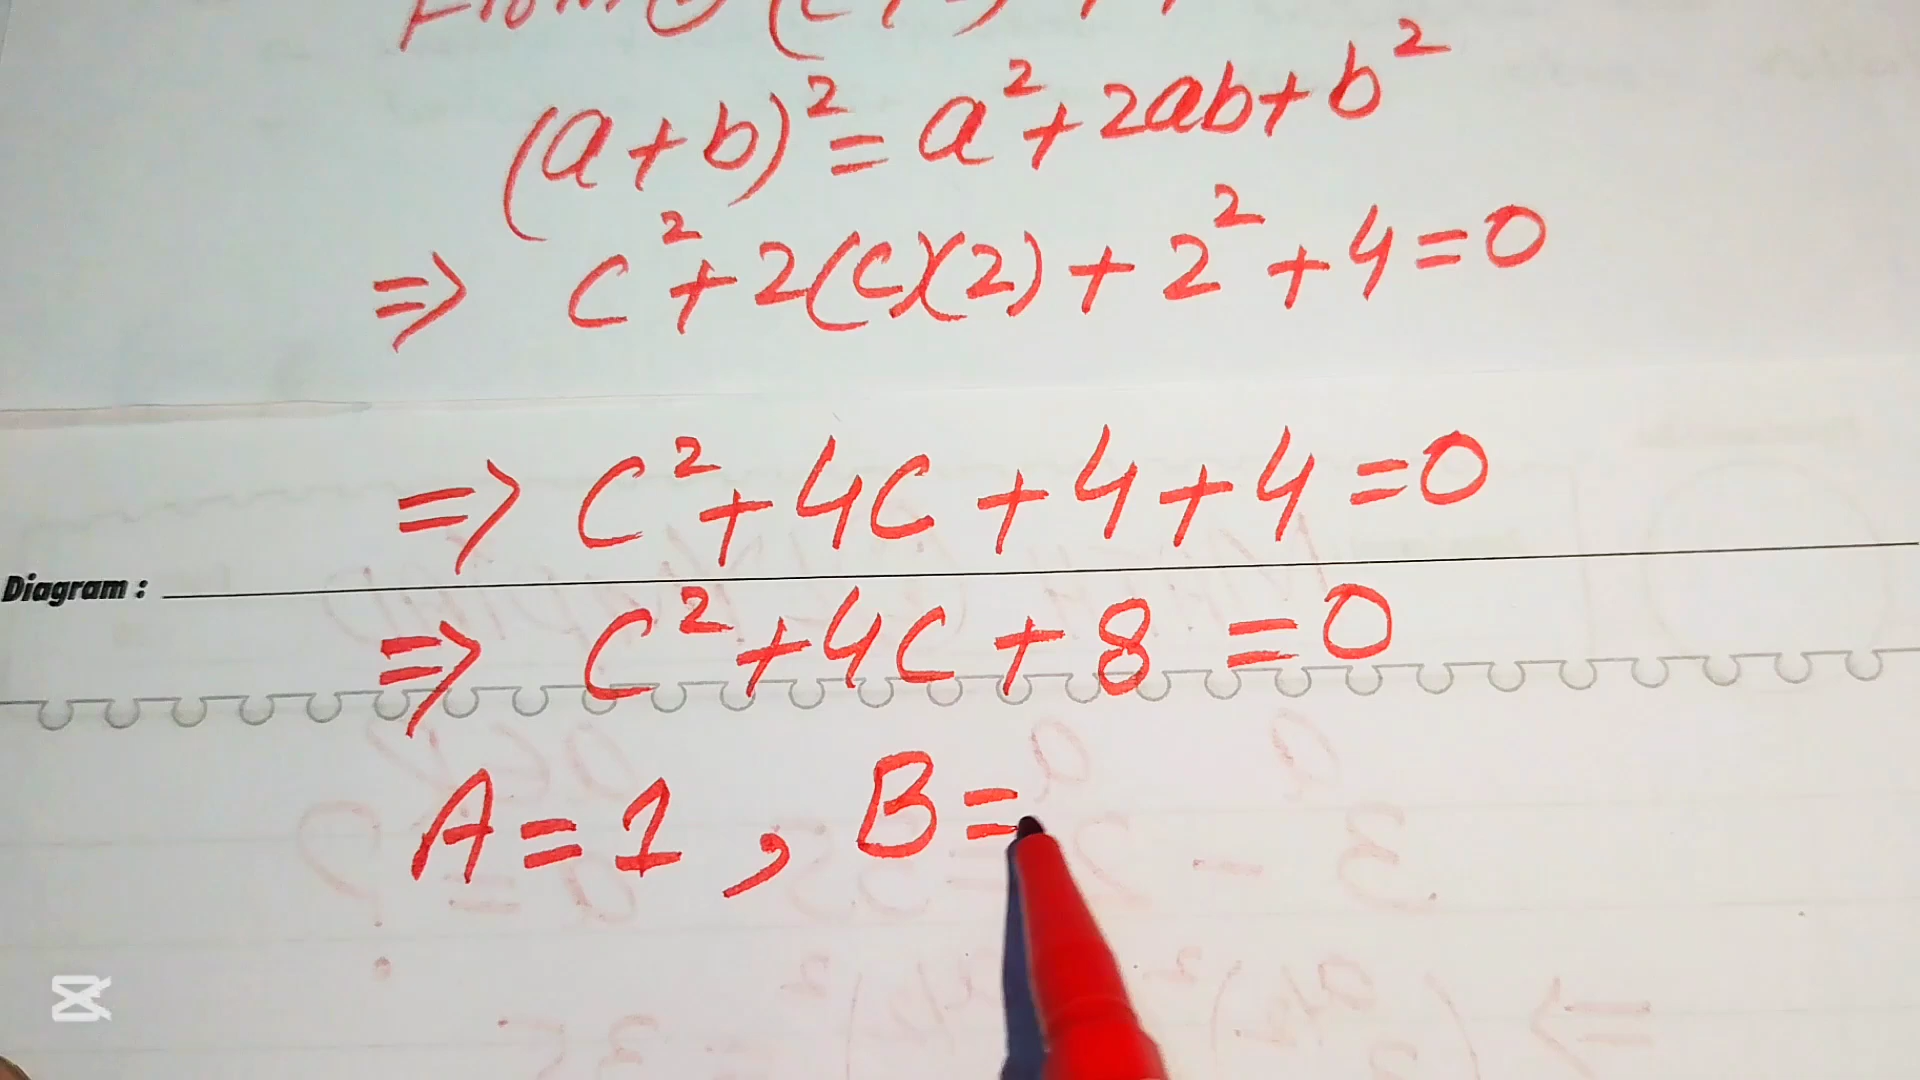 From
(a+b)²=a²+2ab+b²
=> c²+2(c)(2)+2²+4=0
=> c²+4c+4+4=0
Diagram :
=> c²+4c+8=0
A=1, B=